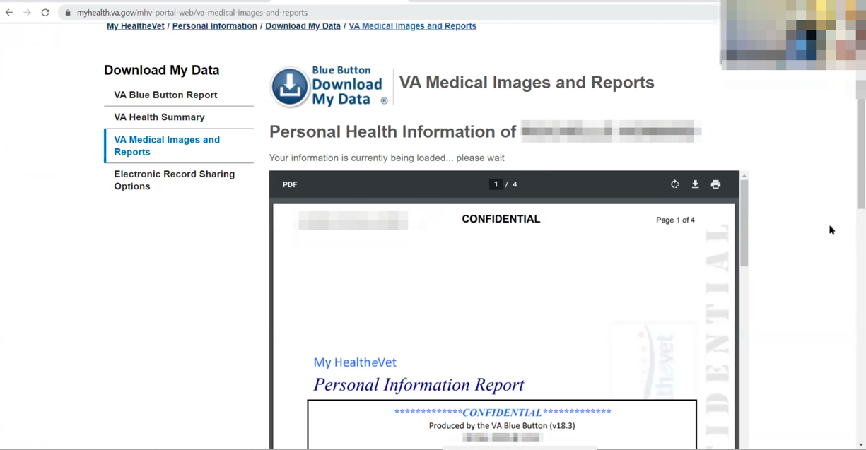 myhealth.va.gov/mhv-portal-web/va-medical-images-and-reports
My HealtheVet / Personal Information / Download My Data / VA Medical Images and Reports
Download My Data
VA Blue Button Report
VA Health Summary
VA Medical Images and
Reports
Electronic Record Sharing
Options
Blue Button
Download
My Data ®
VA Medical Images and Reports
Personal Health Information of
Your information is currently being loaded... please wait
PDF
1 / 4
CONFIDENTIAL
Page 1 of 4
My HealtheVet
Personal Information Report
*************CONFIDENTIAL*************
Produced by the VA Blue Button (v18.3)
ENTIAL
thevet